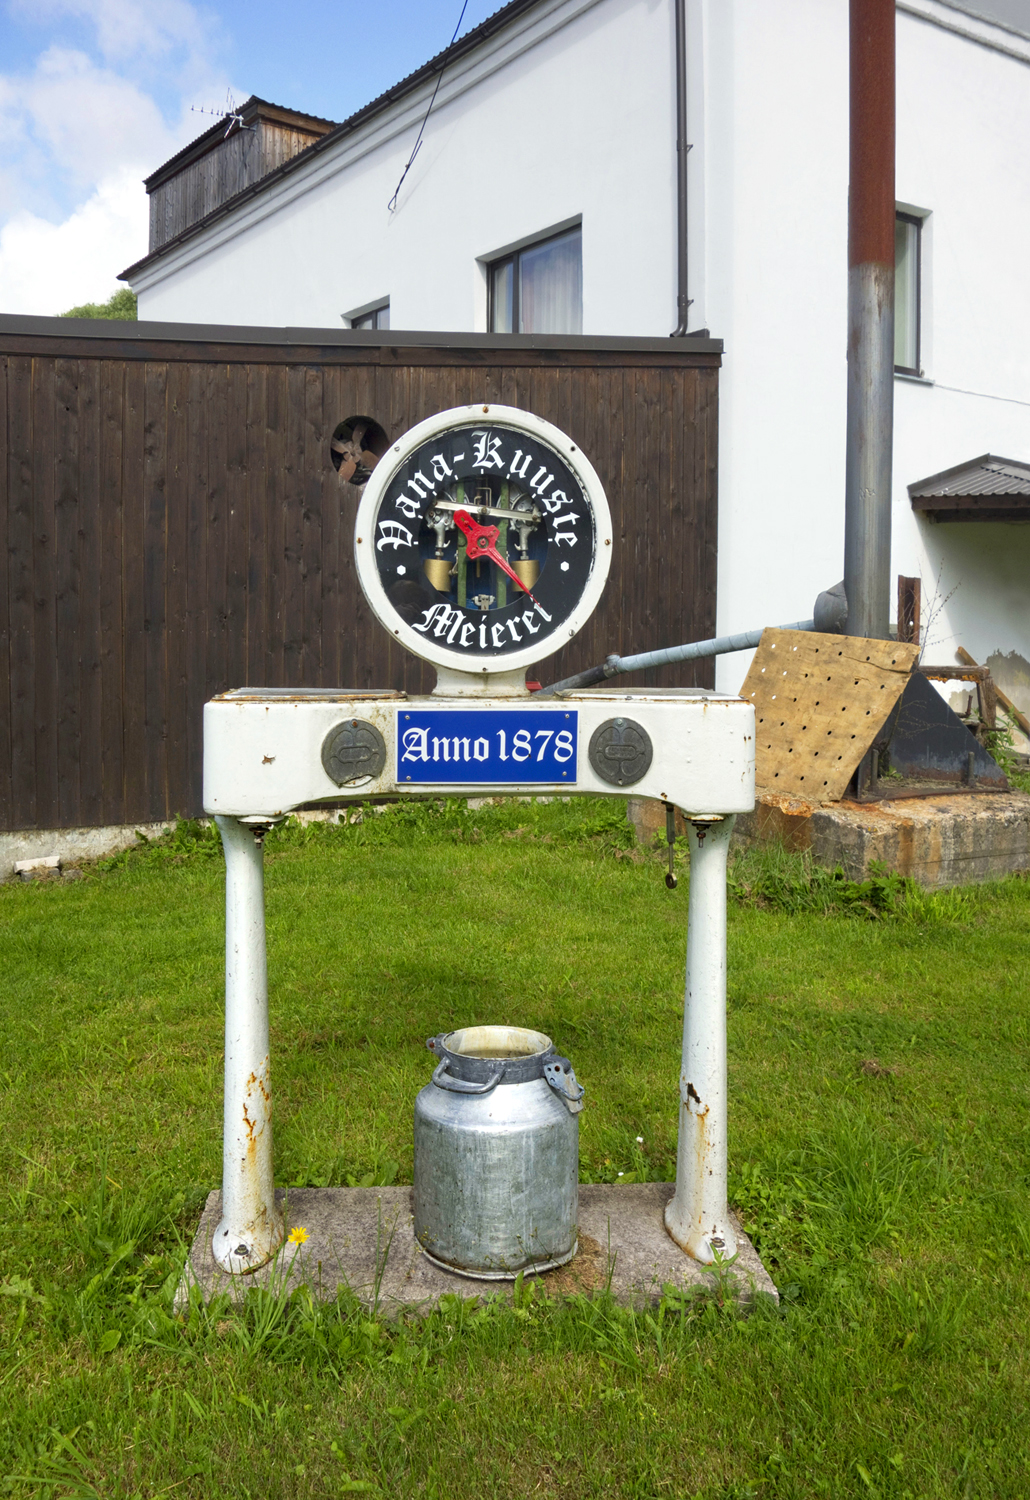 Vana-Kuuste
Meierei
Anno 1878